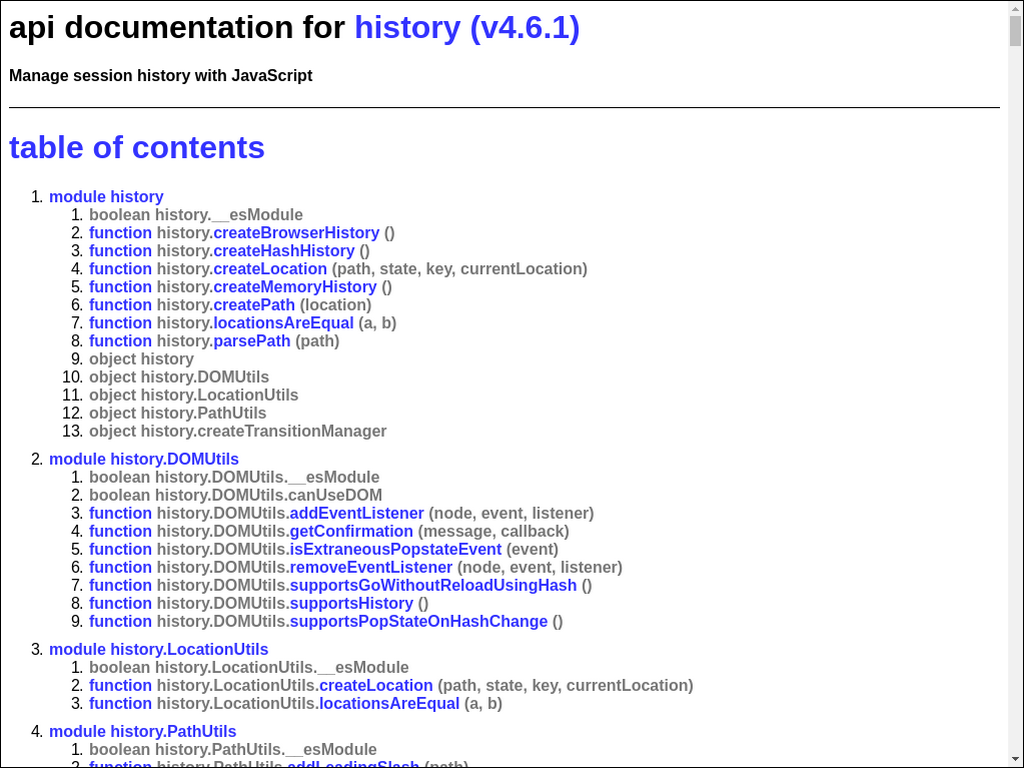 api documentation for history (v4.6.1)
Manage session history with JavaScript
table of contents
1. module history
1. boolean history.__esModule
2. function history.createBrowserHistory ()
3. function history.createHashHistory ()
4. function history.createLocation (path, state, key, currentLocation)
5. function history.createMemoryHistory ()
6. function history.createPath (location)
7. function history.locationsAreEqual (a, b)
8. function history.parsePath (path)
9. object history
10. object history.DOMUtils
11. object history.LocationUtils
12. object history.PathUtils
13. object history.createTransitionManager
2. module history.DOMUtils
1. boolean history.DOMUtils.__esModule
2. boolean history.DOMUtils.canUseDOM
3. function history.DOMUtils.addEventListener (node, event, listener)
4. function history.DOMUtils.getConfirmation (message, callback)
5. function history.DOMUtils.isExtraneousPopstateEvent (event)
6. function history.DOMUtils.removeEventListener (node, event, listener)
7. function history.DOMUtils.supportsGoWithoutReloadUsingHash ()
8. function history.DOMUtils.supportsHistory ()
9. function history.DOMUtils.supportsPopStateOnHashChange ()
3. module history.LocationUtils
1. boolean history.LocationUtils.__esModule
2. function history.LocationUtils.createLocation (path, state, key, currentLocation)
3. function history.LocationUtils.locationsAreEqual (a, b)
4. module history.PathUtils
1. boolean history.PathUtils.__esModule
2. function history.PathUtils.addLeadingSlash (path)